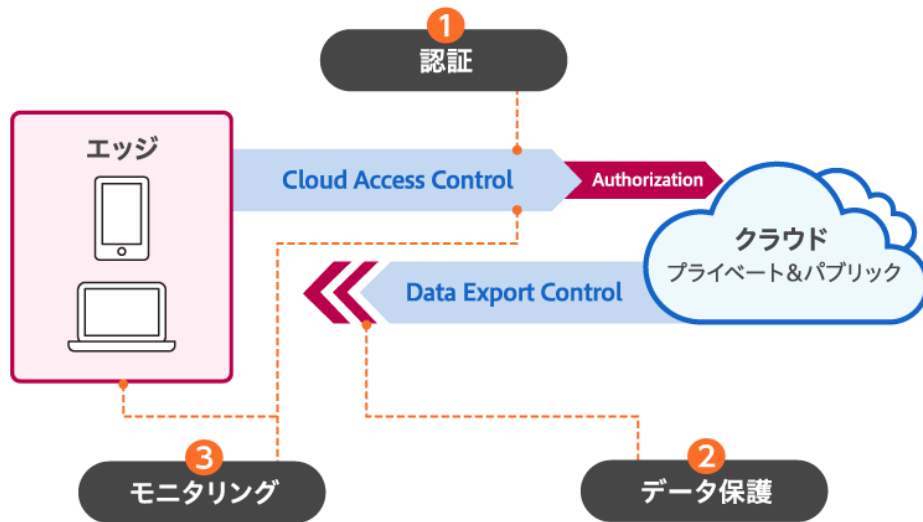 1
認証
エッジ
Cloud Access Control
Authorization
クラウド
プライベート&パブリック
Data Export Control
3
モニタリング
2
データ保護